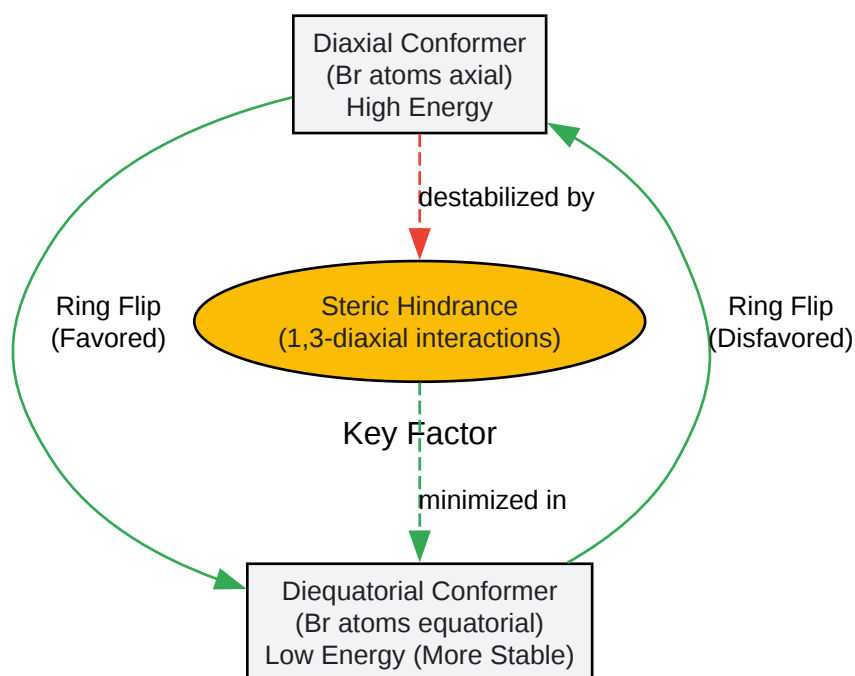 Diaxial Conformer
(Br atoms axial)
High Energy
destabilized by
Steric Hindrance
(1,3-diaxial interactions)
Ring Flip
(Favored)
Ring Flip
(Disfavored)
Key Factor
minimized in
Diequatorial Conformer
(Br atoms equatorial)
Low Energy (More Stable)